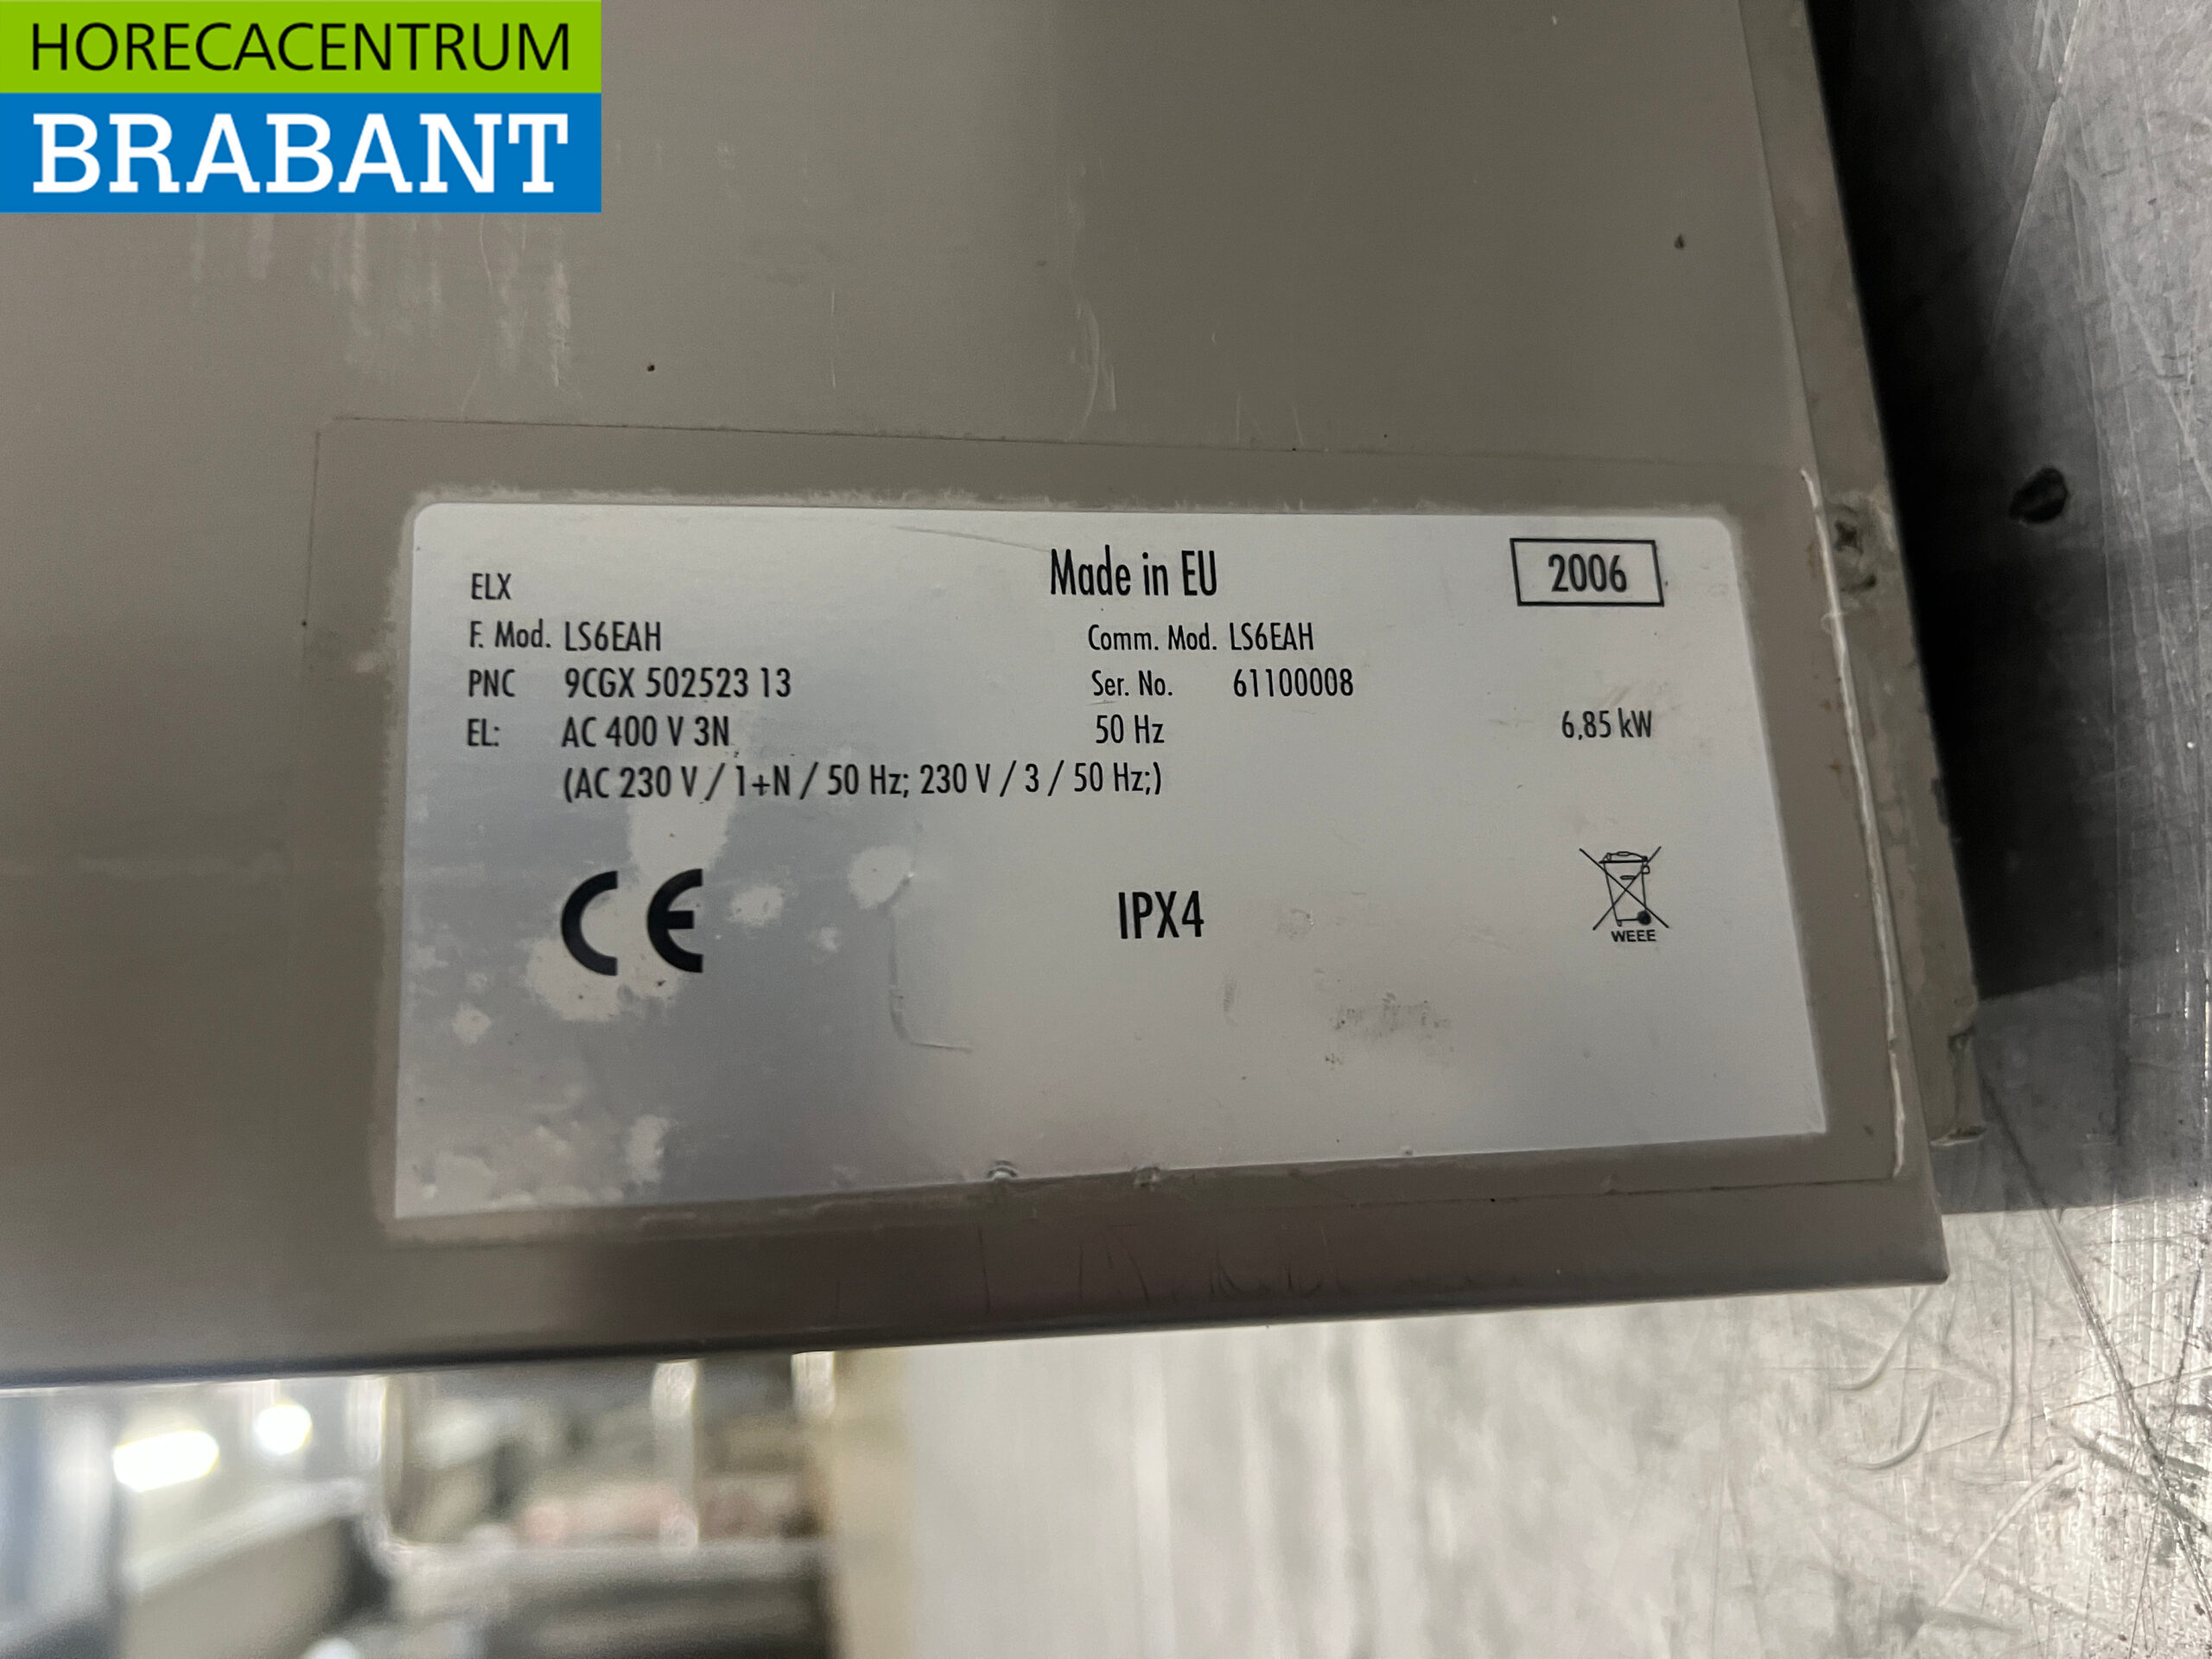 HORECACENTRUM
BRABANT
ELX Made in EU 2006
F. Mod. LS6EAH Comm. Mod. LS6EAH
PNC 9CGX 502523 13 Ser. No. 61100008
EL: AC 400 V 3N 50 Hz 6,85 kW
(AC 230 V / 1+N / 50 Hz; 230 V / 3 / 50 Hz;)
CE IPX4
WEEE